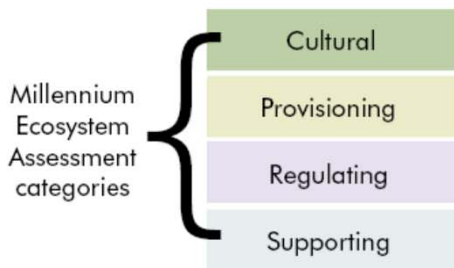 Millennium
Ecosystem
Assessment
categories
Cultural
Provisioning
Regulating
Supporting